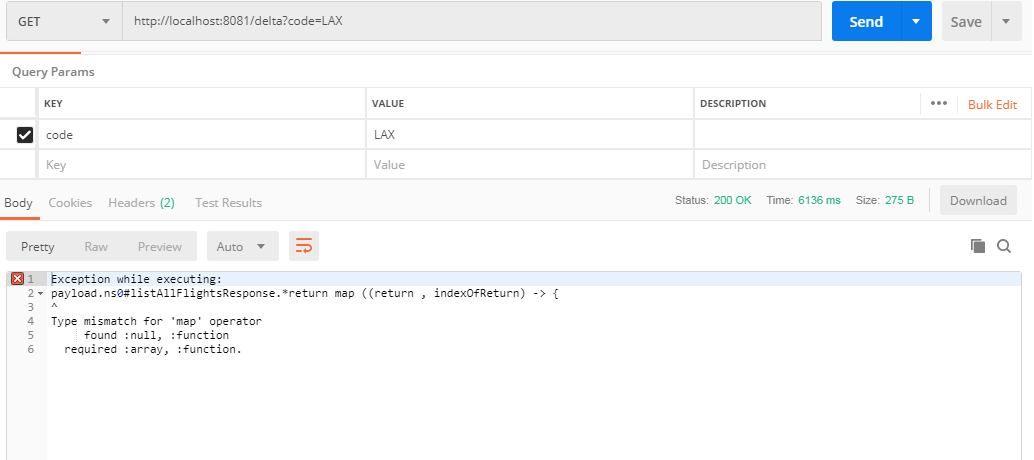 GET http://localhost:8081/delta?code=LAX Send Save
Query Params
KEY VALUE DESCRIPTION ••• Bulk Edit
code LAX
Key Value Description
Body Cookies Headers (2) Test Results Status: 200 OK Time: 6136 ms Size: 275 B Download
Pretty Raw Preview Auto
1 Exception while executing:
2 payload.ns0#listAllFlightsResponse.*return map ((return , indexOfReturn) -> {
3 ^
4 Type mismatch for 'map' operator
5 found :null, :function
6 required :array, :function.